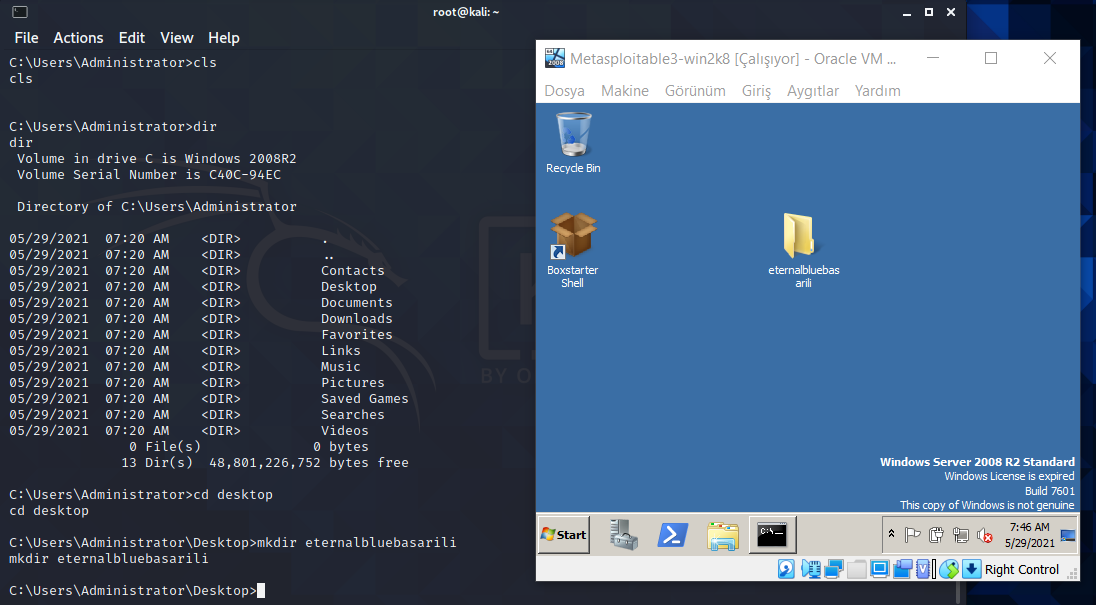 root@kali: ~
File Actions Edit View Help
C:\Users\Administrator>cls
cls
C:\Users\Administrator>dir
dir
 Volume in drive C is Windows 2008R2
 Volume Serial Number is C40C-94EC
 Directory of C:\Users\Administrator
05/29/2021  07:20 AM    <DIR>          .
05/29/2021  07:20 AM    <DIR>          ..
05/29/2021  07:20 AM    <DIR>          Contacts
05/29/2021  07:20 AM    <DIR>          Desktop
05/29/2021  07:20 AM    <DIR>          Documents
05/29/2021  07:20 AM    <DIR>          Downloads
05/29/2021  07:20 AM    <DIR>          Favorites
05/29/2021  07:20 AM    <DIR>          Links
05/29/2021  07:20 AM    <DIR>          Music
05/29/2021  07:20 AM    <DIR>          Pictures
05/29/2021  07:20 AM    <DIR>          Saved Games
05/29/2021  07:20 AM    <DIR>          Searches
05/29/2021  07:20 AM    <DIR>          Videos
               0 File(s)              0 bytes
              13 Dir(s)  48,801,226,752 bytes free
C:\Users\Administrator>cd desktop
cd desktop
C:\Users\Administrator\Desktop>mkdir eternalbluebasarili
mkdir eternalbluebasarili
C:\Users\Administrator\Desktop>
BY O
Metasploitable3-win2k8 [Çalışıyor] - Oracle VM ...
Dosya Makine Görünüm Giriş Aygıtlar Yardım
Recycle Bin
Boxstarter
Shell
eternalbluebas
arili
Windows Server 2008 R2 Standard
Windows License is expired
Build 7601
This copy of Windows is not genuine
Start
C:\
7:46 AM
5/29/2021
Right Control